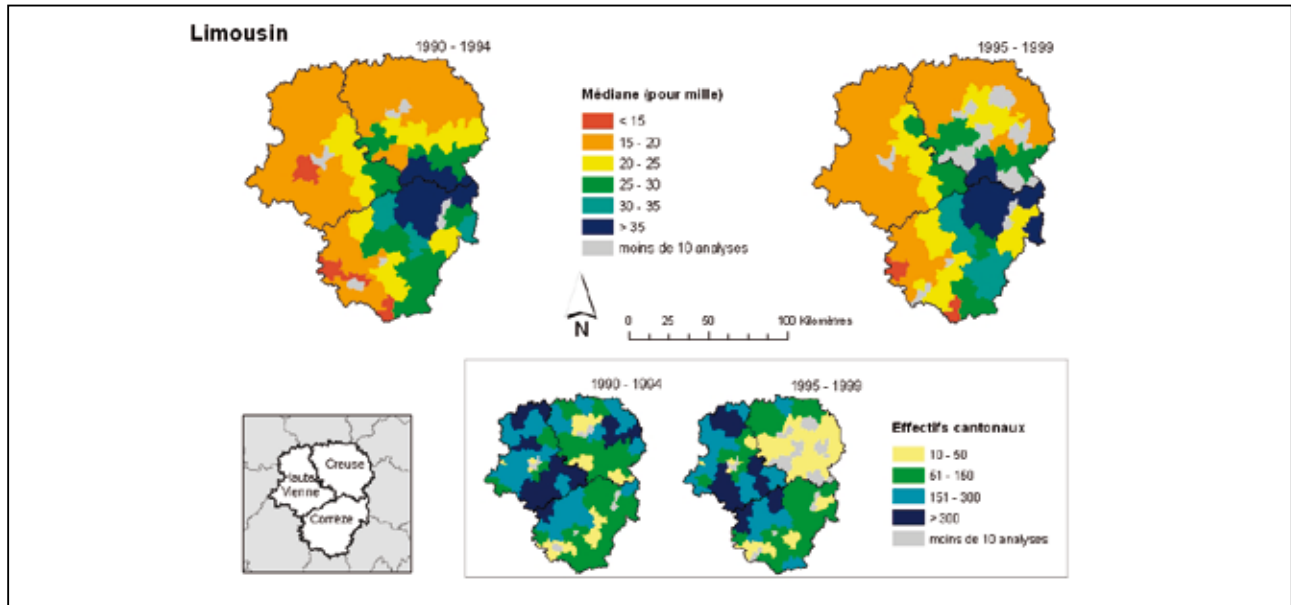 Limousin
1990 - 1994
1995 - 1999
Médiane (pour mille)
< 15
15 - 20
20 - 25
25 - 30
30 - 35
> 35
moins de 10 analyses
N
0 25 50 100 Kilomètres
1990 - 1994
1995 - 1999
Effectifs cantonaux
10 - 50
51 - 150
151 - 300
> 300
moins de 10 analyses
Creuse
Haute
Vienne
Corrèze